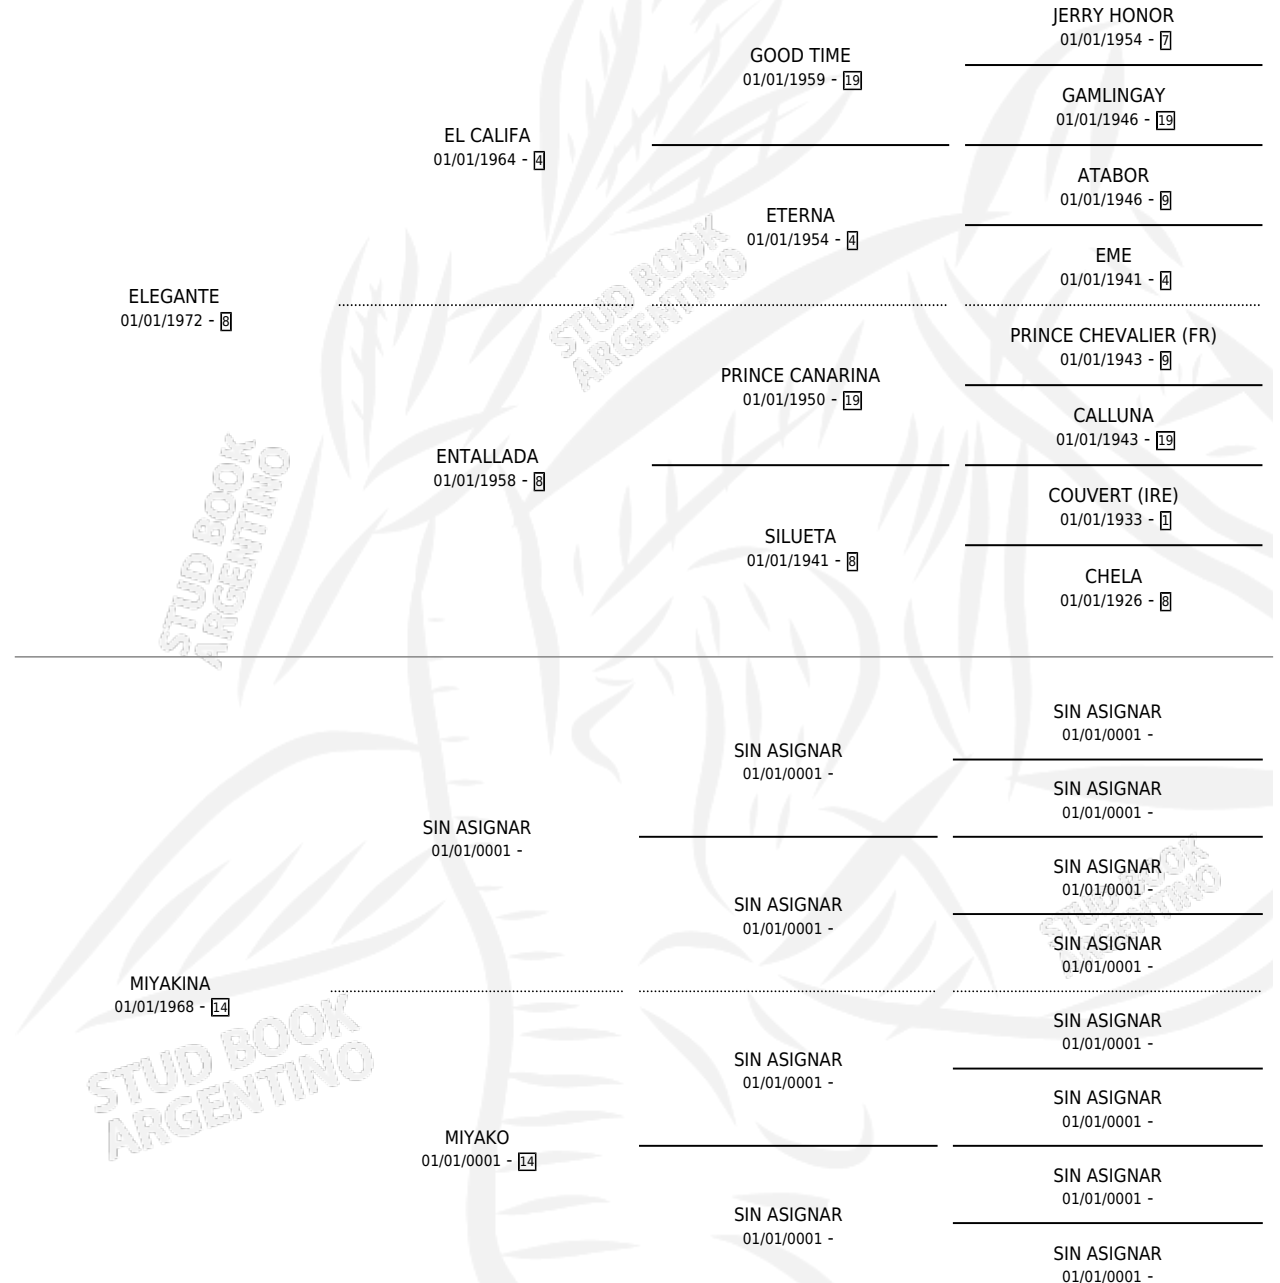 JERRY HONOR
01/01/1954 - 7
GOOD TIME
01/01/1959 - 19
GAMLINGAY
01/01/1946 - 19
EL CALIFA
01/01/1964 - 4
ATABOR
01/01/1946 - 9
ETERNA
01/01/1954 - 4
EME
01/01/1941 - 4
ELEGANTE
01/01/1972 - 8
PRINCE CHEVALIER (FR)
01/01/1943 - 9
PRINCE CANARINA
01/01/1950 - 19
CALLUNA
01/01/1943 - 19
ENTALLADA
01/01/1958 - 8
COUVERT (IRE)
01/01/1933 - 1
SILUETA
01/01/1941 - 8
CHELA
01/01/1926 - 8
STUD BOOK
ARGENTINO
STUD BOOK
ARGENTINO
SIN ASIGNAR
01/01/0001 -
SIN ASIGNAR
01/01/0001 -
SIN ASIGNAR
01/01/0001 -
SIN ASIGNAR
01/01/0001 -
SIN ASIGNAR
01/01/0001 -
SIN ASIGNAR
01/01/0001 -
SIN ASIGNAR
01/01/0001 -
MIYAKINA
01/01/1968 - 14
SIN ASIGNAR
01/01/0001 -
SIN ASIGNAR
01/01/0001 -
SIN ASIGNAR
01/01/0001 -
MIYAKO
01/01/0001 - 14
SIN ASIGNAR
01/01/0001 -
SIN ASIGNAR
01/01/0001 -
SIN ASIGNAR
01/01/0001 -
STUD BOOK
ARGENTINO
STUD BOOK
ARGENTINO